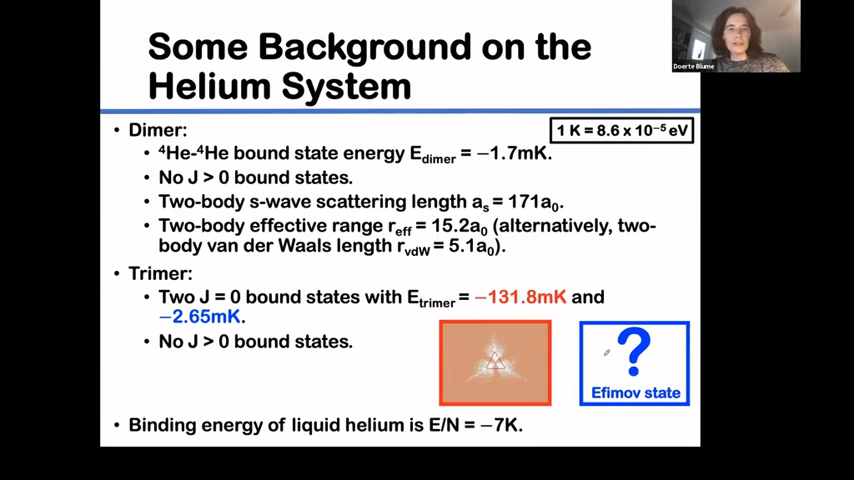 Some Background on the
Helium System
Doerte Blume
1 K = 8.6 x 10⁻⁵ eV
• Dimer:
• ⁴He-⁴He bound state energy E_dimer = −1.7mK.
• No J > 0 bound states.
• Two-body s-wave scattering length a_s = 171a₀.
• Two-body effective range r_eff = 15.2a₀ (alternatively, two-
body van der Waals length r_vdW = 5.1a₀).
• Trimer:
• Two J = 0 bound states with E_trimer = −131.8mK and
−2.65mK.
• No J > 0 bound states.
?
Efimov state
• Binding energy of liquid helium is E/N = −7K.